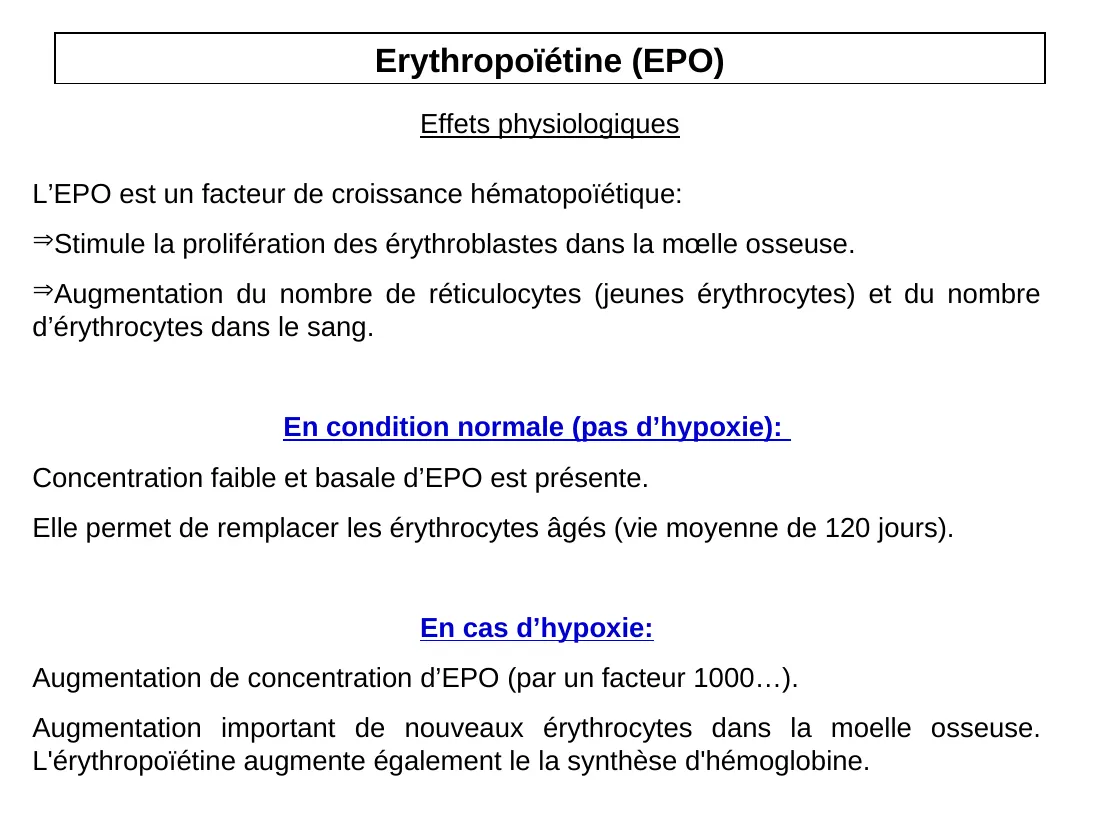 Erythropoïétine (EPO)
Effets physiologiques
L’EPO est un facteur de croissance hématopoïétique:
⇒Stimule la prolifération des érythroblastes dans la mœlle osseuse.
⇒Augmentation du nombre de réticulocytes (jeunes érythrocytes) et du nombre
d’érythrocytes dans le sang.
En condition normale (pas d’hypoxie):
Concentration faible et basale d’EPO est présente.
Elle permet de remplacer les érythrocytes âgés (vie moyenne de 120 jours).
En cas d’hypoxie:
Augmentation de concentration d’EPO (par un facteur 1000…).
Augmentation important de nouveaux érythrocytes dans la moelle osseuse.
L'érythropoïétine augmente également le la synthèse d'hémoglobine.